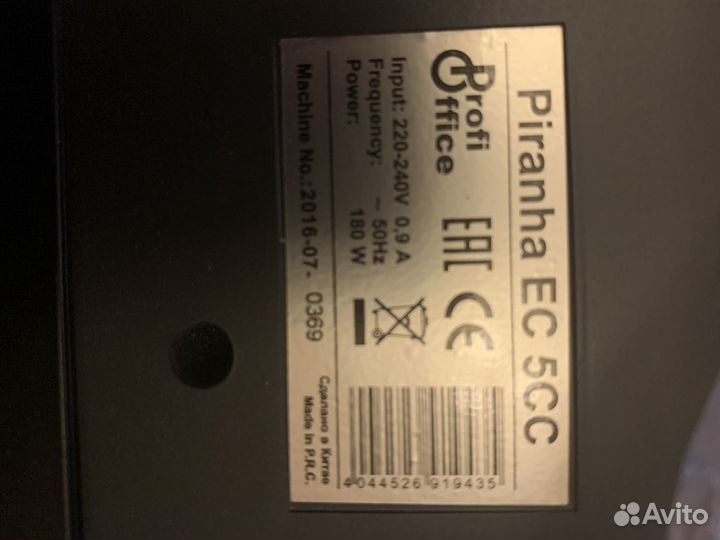 Piranha EC 5CC
Profi
Office
EAC CE
Input: 220-240V 0,9 A
Frequency: ~ 50Hz
Power: 180 W
Machine No.:2016-07- 0369
4 044526 919435
Сделано в Китае
Made in P.R.C.
Avito